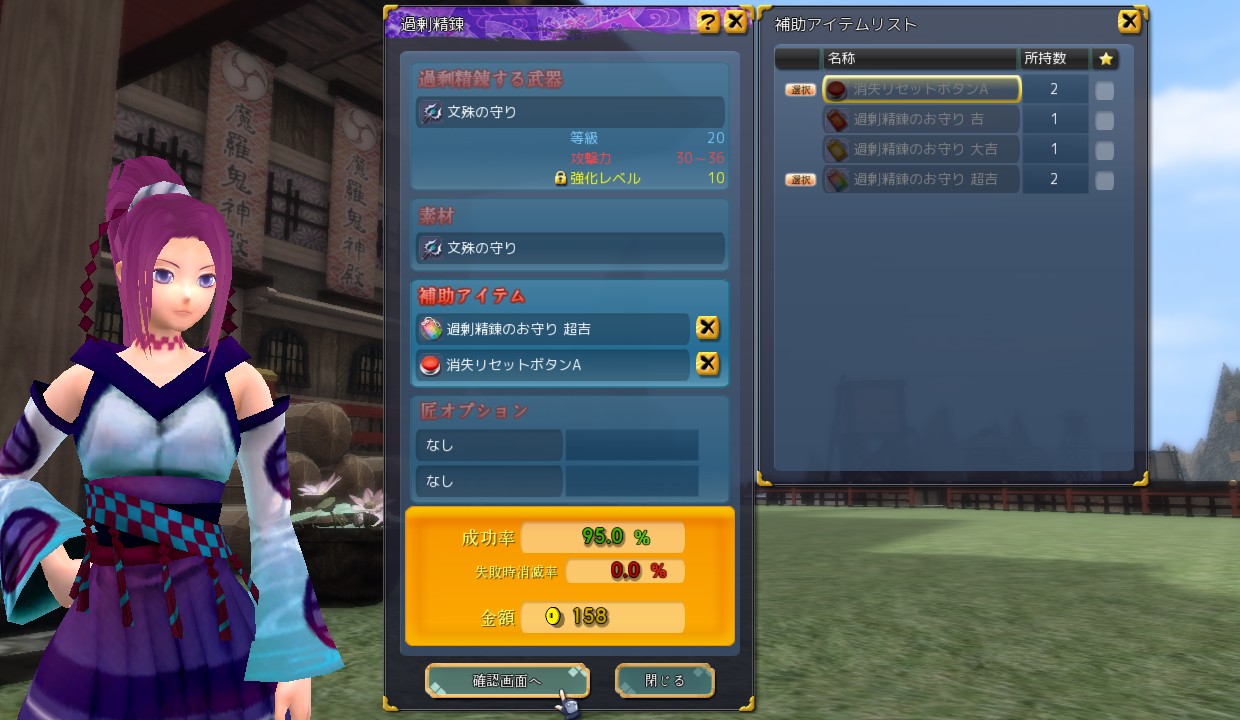 過剰精錬
?
過剰精錬する武器
文殊の守り
等級 20
攻撃力 30～36
強化レベル 10
素材
文殊の守り
補助アイテム
過剰精錬のお守り 超吉
消失リセットボタンA
匠オプション
なし
なし
成功率 95.0 %
失敗時消滅率 0.0 %
金額 158
確認画面へ
閉じる
補助アイテムリスト
名称 所持数
選択 消失リセットボタンA 2
過剰精錬のお守り 吉 1
過剰精錬のお守り 大吉 1
選択 過剰精錬のお守り 超吉 2
魔羅鬼神殿
魔羅鬼神殿